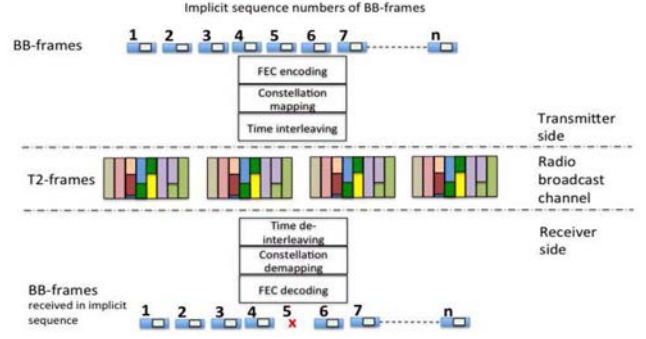 Implicit sequence numbers of BB-frames
BB-frames
1 2 3 4 5 6 7 n
FEC encoding
Constellation
mapping
Time interleaving
Transmitter
side
T2-frames
Radio
broadcast
channel
Time de-
interleaving
Constellation
demapping
FEC decoding
Receiver
side
BB-frames
received in implicit
sequence
1 2 3 4 5 6 7 n
x